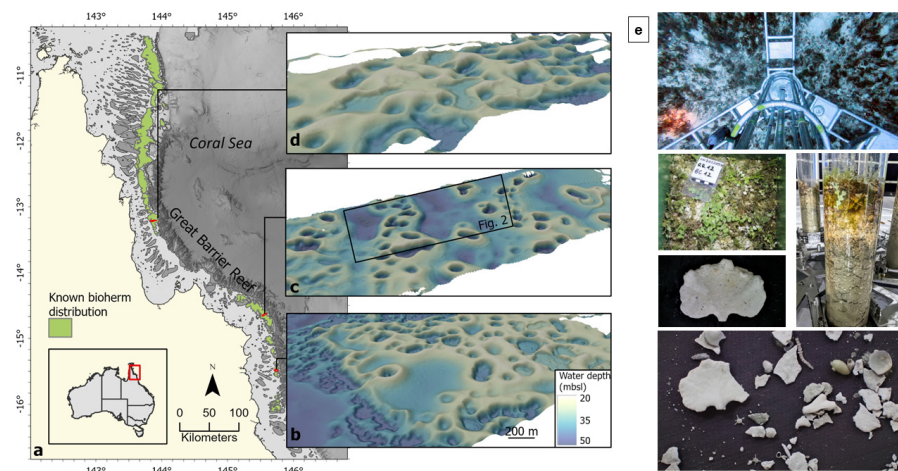 143° 144° 145° 146°
e
-11°
-12°
-13°
-14°
-15°
-16°
Coral Sea
Great Barrier Reef
d
Fig. 2
c
Known bioherm
distribution
N
0 50 100
Kilometers
a
Water depth
(mbsl)
20
35
50
200 m
b
143° 144° 145° 146°